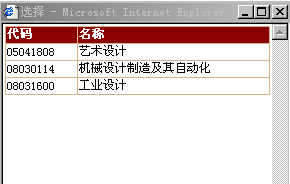 选择 - Microsoft Internet Explorer
代码 名称
05041808 艺术设计
08030114 机械设计制造及其自动化
08031600 工业设计